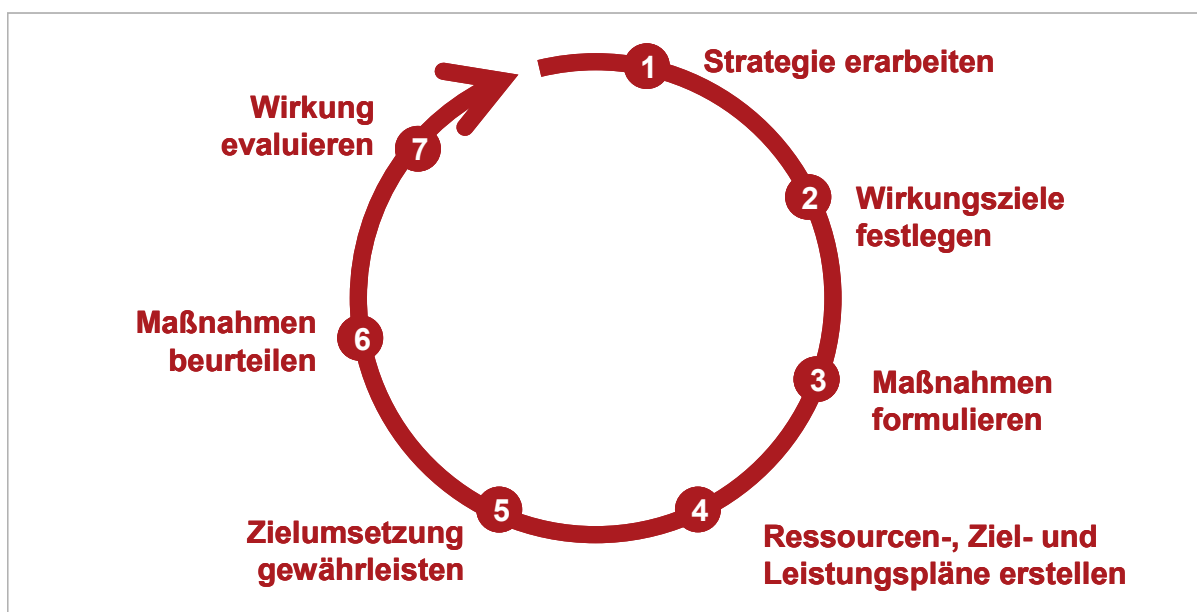 1
Strategie erarbeiten
2
Wirkungsziele
festlegen
3
Maßnahmen
formulieren
4
Ressourcen-, Ziel- und
Leistungspläne erstellen
5
Zielumsetzung
gewährleisten
6
Maßnahmen
beurteilen
7
Wirkung
evaluieren